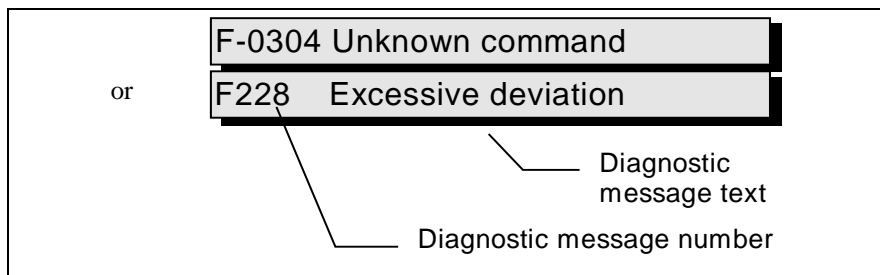 F-0304 Unknown command
or
F228 Excessive deviation
Diagnostic
message text
Diagnostic message number